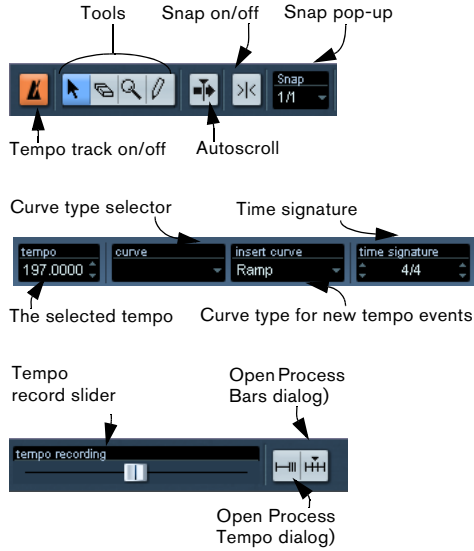 Tools
Snap on/off
Snap pop-up
Snap
1/1
Tempo track on/off
Autoscroll
Curve type selector
Time signature
tempo
curve
insert curve
time signature
197.0000
Ramp
4/4
The selected tempo
Curve type for new tempo events
Tempo
record slider
Open Process
Bars dialog)
tempo recording
Open Process
Tempo dialog)